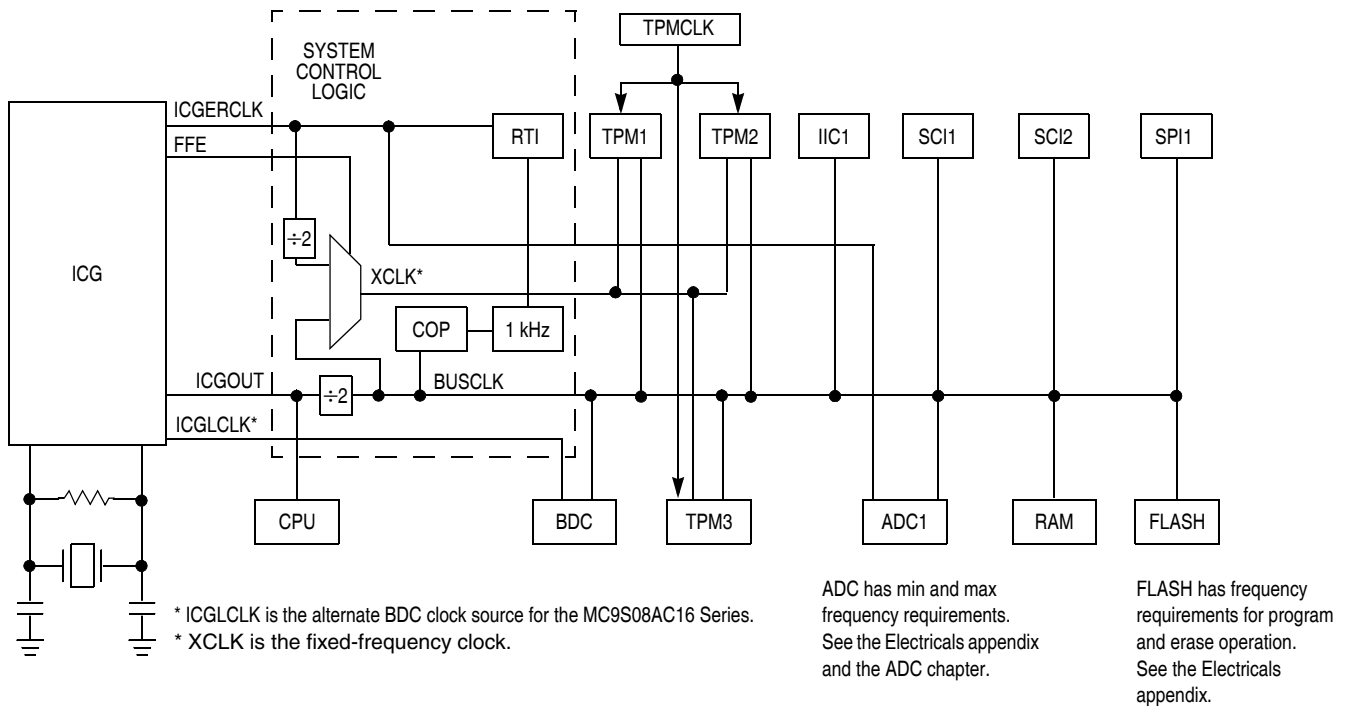 TPMCLK
SYSTEM
CONTROL
LOGIC
ICGERCLK
FFE
RTI
TPM1
TPM2
IIC1
SCI1
SCI2
SPI1
÷2
ICG
XCLK*
COP
1 kHz
ICGOUT
÷2
BUSCLK
ICGLCLK*
CPU
BDC
TPM3
ADC1
RAM
FLASH
* ICGLCLK is the alternate BDC clock source for the MC9S08AC16 Series.
* XCLK is the fixed-frequency clock.
ADC has min and max
frequency requirements.
See the Electricals appendix
and the ADC chapter.
FLASH has frequency
requirements for program
and erase operation.
See the Electricals
appendix.